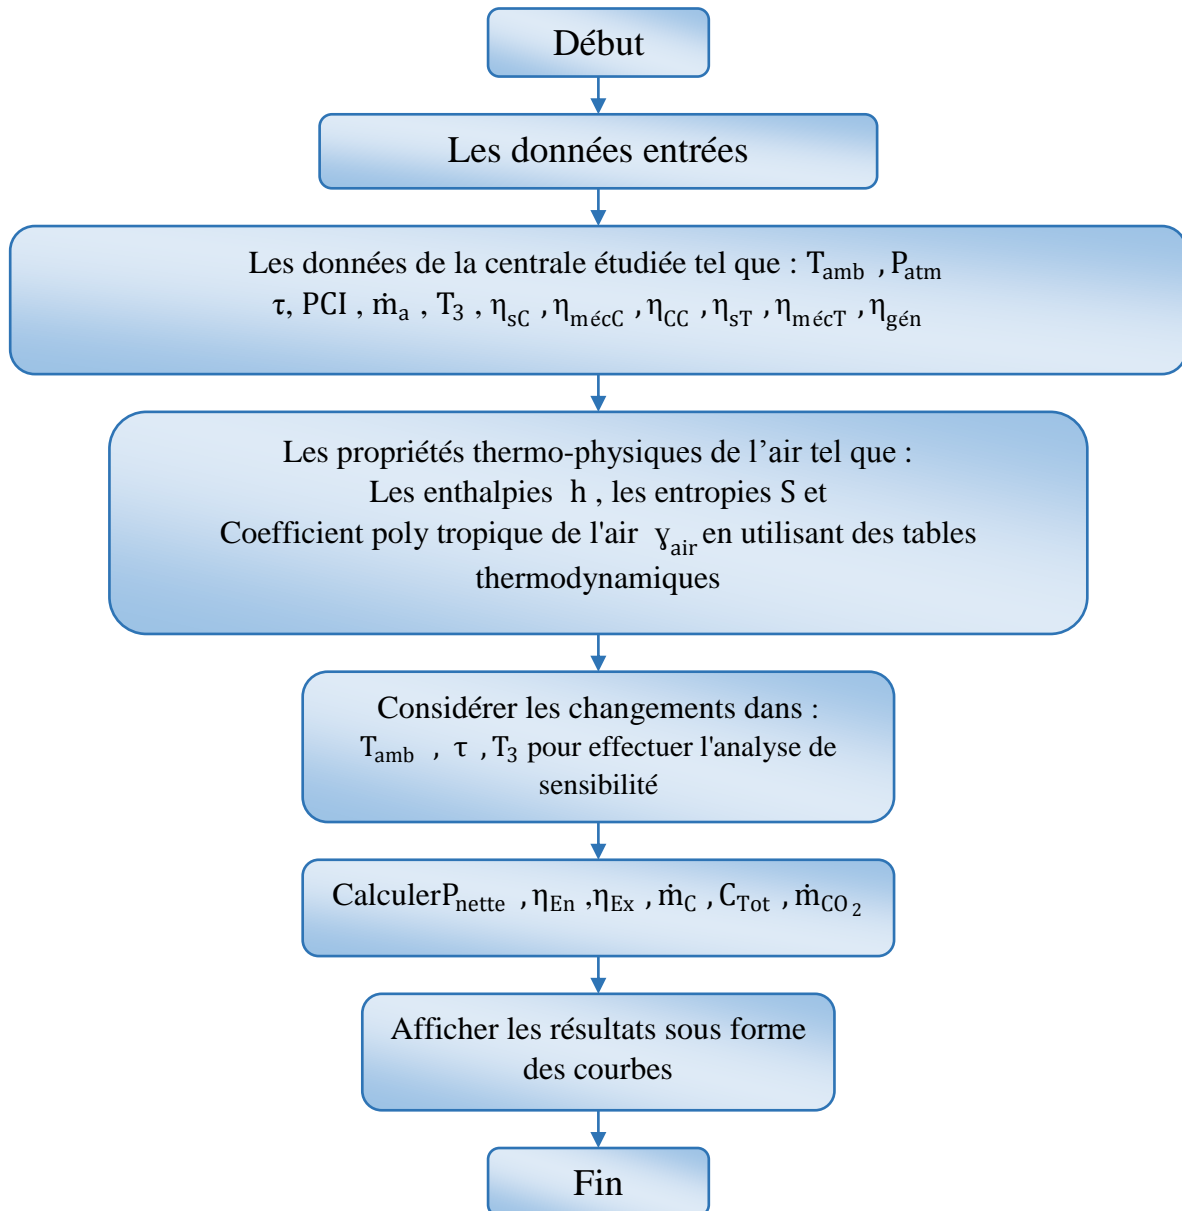 Début
Les données entrées
Les données de la centrale étudiée tel que : T_amb , P_atm
τ, PCI , ṁ_a , T_3 , η_sC , η_mécC , η_CC , η_sT , η_mécT , η_gén
Les propriétés thermo-physiques de l’air tel que :
Les enthalpies h , les entropies S et
Coefficient poly tropique de l'air ɣ_air en utilisant des tables
thermodynamiques
Considérer les changements dans :
T_amb , τ , T_3 pour effectuer l'analyse de
sensibilité
CalculerP_nette , η_En ,η_Ex , ṁ_C , C_Tot , ṁ_CO_2
Afficher les résultats sous forme
des courbes
Fin